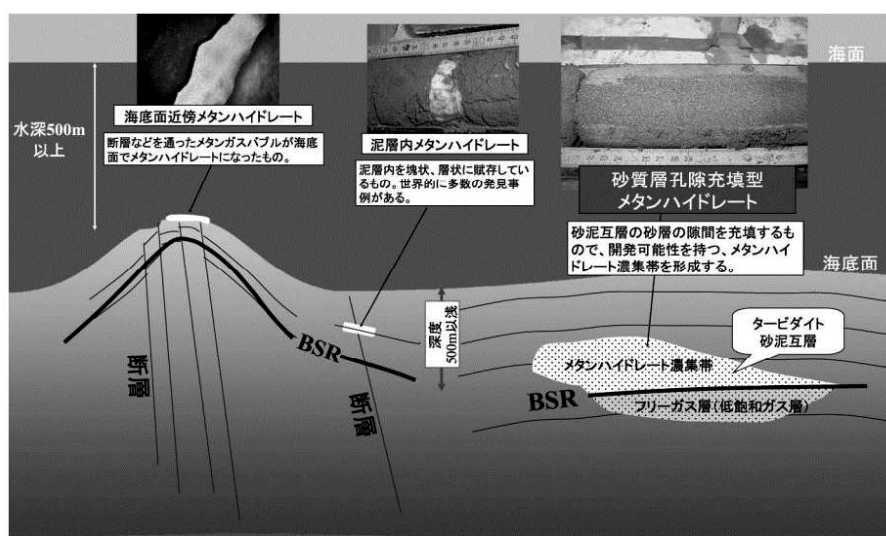 海面
水深500m
以上
海底面近傍メタンハイドレート
断層などを通ったメタンガスバブルが海底
面でメタンハイドレートになったもの。
泥層内メタンハイドレート
泥層内を塊状、層状に賦存して
いるもの。世界的に多数の発見事
例がある。
砂質層孔隙充填型
メタンハイドレート
砂泥互層の砂層の隙間を充填するも
ので、開発可能性を持つ、メタンハイ
ドレート濃集帯を形成する。
海底面
深度
500m以浅
タービダイト
砂泥互層
メタンハイドレート濃集帯
BSR
フリーガス層(低飽和ガス層)
BSR
断層
断層